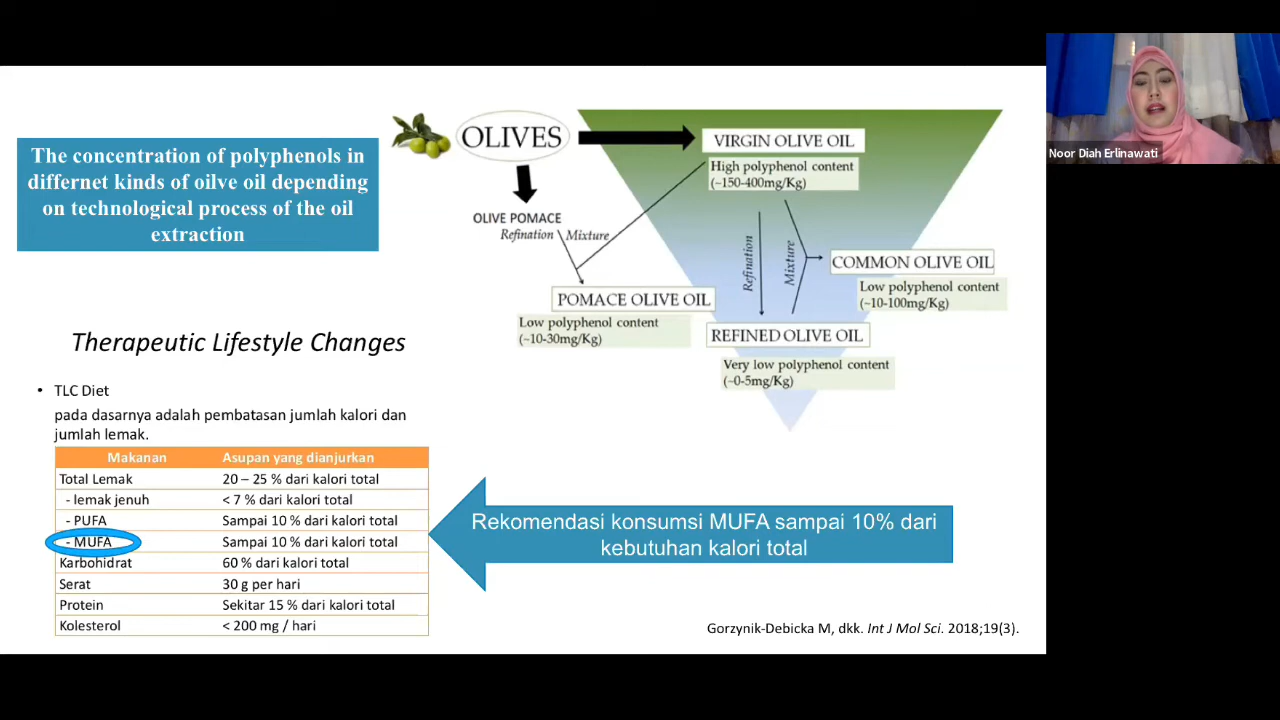 The concentration of polyphenols in
differnet kinds of oilve oil depending
on technological process of the oil
extraction
OLIVES
VIRGIN OLIVE OIL
High polyphenol content
(~150-400mg/Kg)
OLIVE POMACE
Refination
Mixture
Refination
Mixture
COMMON OLIVE OIL
Low polyphenol content
(~10-100mg/Kg)
POMACE OLIVE OIL
Low polyphenol content
(~10-30mg/Kg)
REFINED OLIVE OIL
Very low polyphenol content
(~0-5mg/Kg)
Noor Diah Erlinawati
Therapeutic Lifestyle Changes
• TLC Diet
pada dasarnya adalah pembatasan jumlah kalori dan
jumlah lemak.
Makanan Asupan yang dianjurkan
Total Lemak 20 – 25 % dari kalori total
- lemak jenuh < 7 % dari kalori total
- PUFA Sampai 10 % dari kalori total
- MUFA Sampai 10 % dari kalori total
Karbohidrat 60 % dari kalori total
Serat 30 g per hari
Protein Sekitar 15 % dari kalori total
Kolesterol < 200 mg / hari
Rekomendasi konsumsi MUFA sampai 10% dari
kebutuhan kalori total
Gorzynik-Debicka M, dkk. Int J Mol Sci. 2018;19(3).